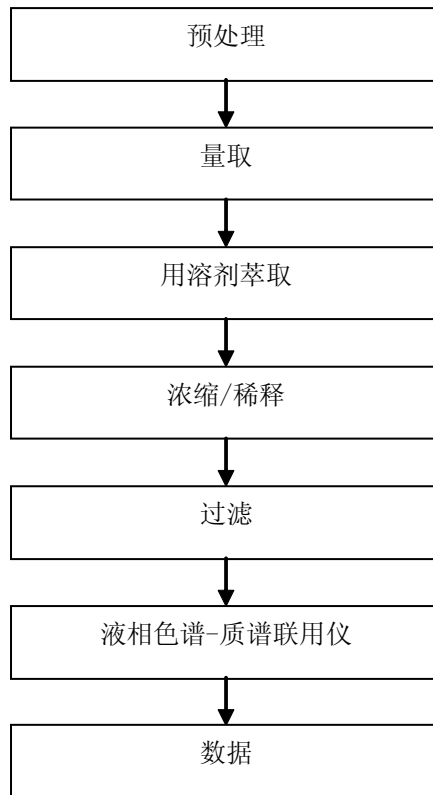 预处理
量取
用溶剂萃取
浓缩/稀释
过滤
液相色谱-质谱联用仪
数据